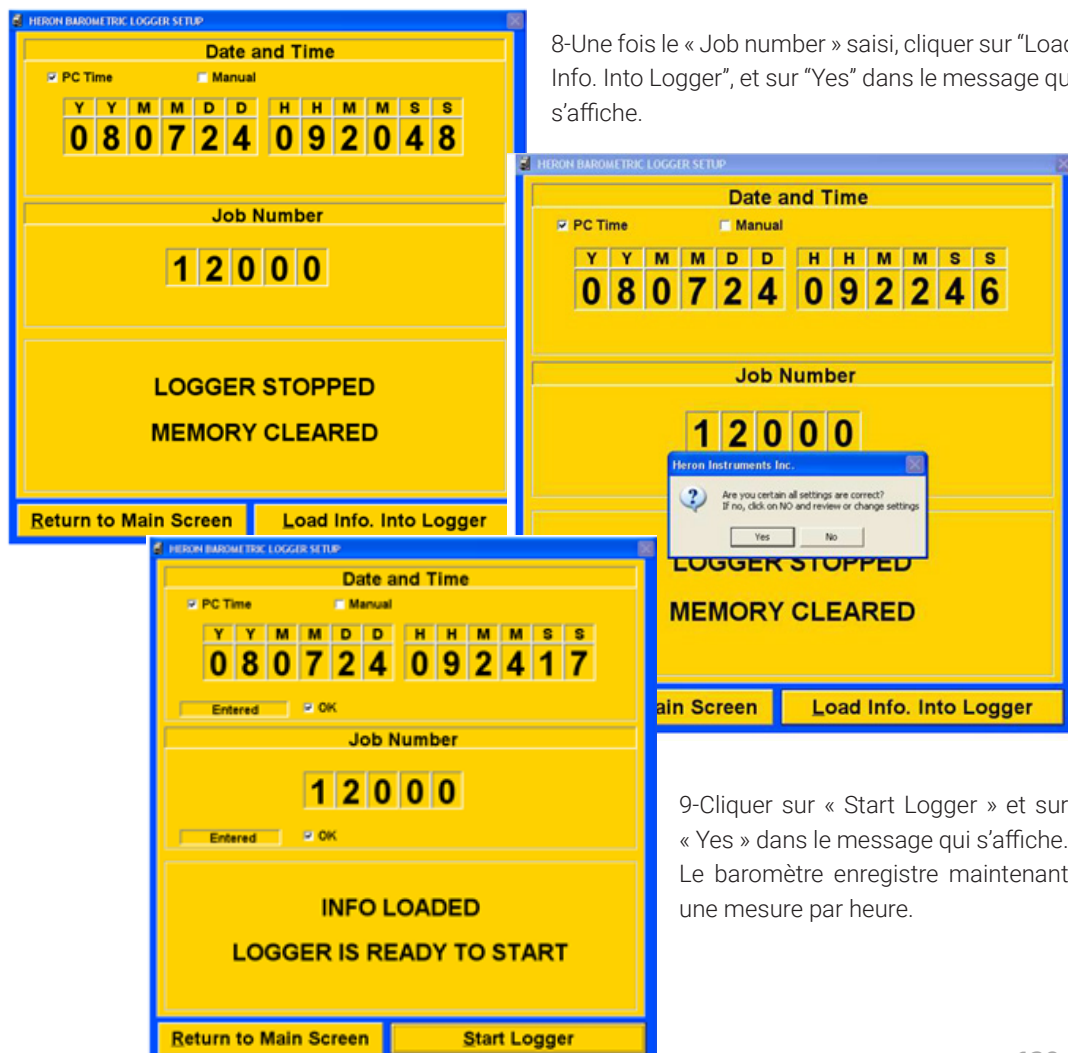 HERON BAROMETRIC LOGGER SETUP
Date and Time
PC Time Manual
Y Y M M D D H H M M S S
0 8 0 7 2 4 0 9 2 0 4 8
Job Number
1 2 0 0 0
LOGGER STOPPED
MEMORY CLEARED
Return to Main Screen Load Info. Into Logger
8-Une fois le « Job number » saisi, cliquer sur “Load
Info. Into Logger”, et sur “Yes” dans le message qu
s’affiche.
HERON BAROMETRIC LOGGER SETUP
Date and Time
PC Time Manual
Y Y M M D D H H M M S S
0 8 0 7 2 4 0 9 2 2 4 6
Job Number
1 2 0 0 0
Heron Instruments Inc.
Are you certain all settings are correct?
If no, click on NO and review or change settings
Yes No
LOGGER STOPPED
MEMORY CLEARED
ain Screen Load Info. Into Logger
HERON BAROMETRIC LOGGER SETUP
Date and Time
PC Time Manual
Y Y M M D D H H M M S S
0 8 0 7 2 4 0 9 2 4 1 7
Entered OK
Job Number
1 2 0 0 0
Entered OK
INFO LOADED
LOGGER IS READY TO START
Return to Main Screen Start Logger
9-Cliquer sur « Start Logger » et sur
« Yes » dans le message qui s’affiche.
Le baromètre enregistre maintenant
une mesure par heure.